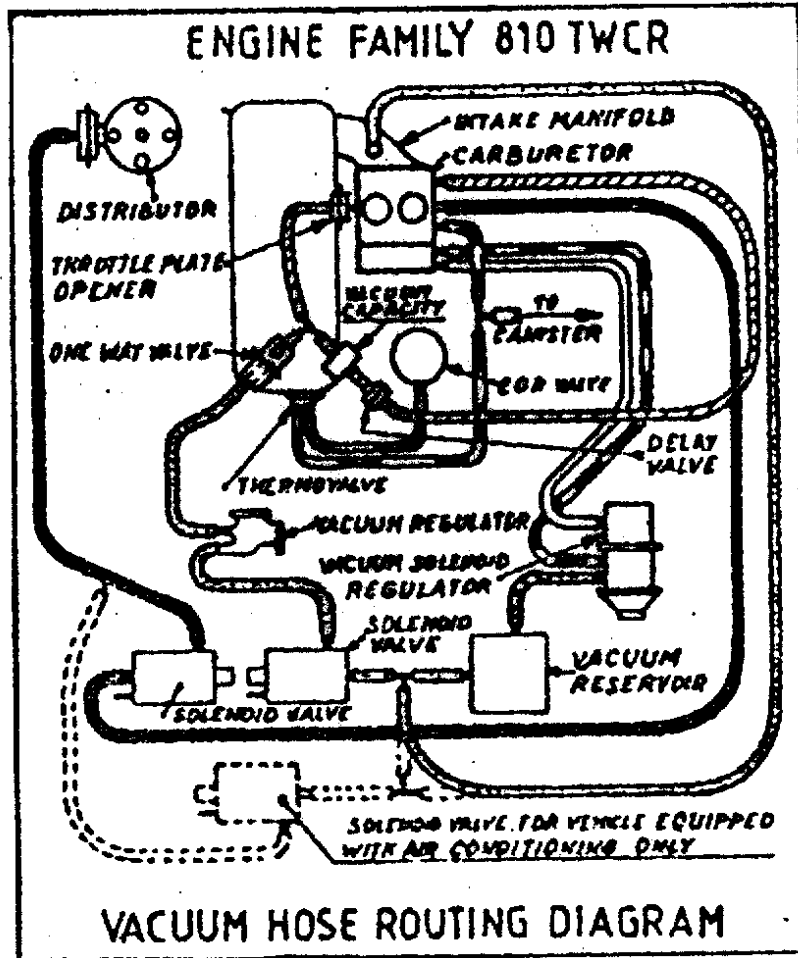 ENGINE FAMILY 810 TWCR
INTAKE MANIFOLD
CARBURETOR
DISTRIBUTOR
THROTTLE PLATE
OPENER
VACUUM
CAPACITY
TO
CANISTER
ONE WAY VALVE
VALVE
DELAY
VALVE
THERMOVALVE
VACUUM REGULATOR
VACUUM SOLENOID
REGULATOR
SOLENOID
VALVE
VACUUM
RESERVOIR
SOLENOID VALVE
SOLENOID VALVE FOR VEHICLE EQUIPPED
WITH AIR CONDITIONING ONLY
VACUUM HOSE ROUTING DIAGRAM